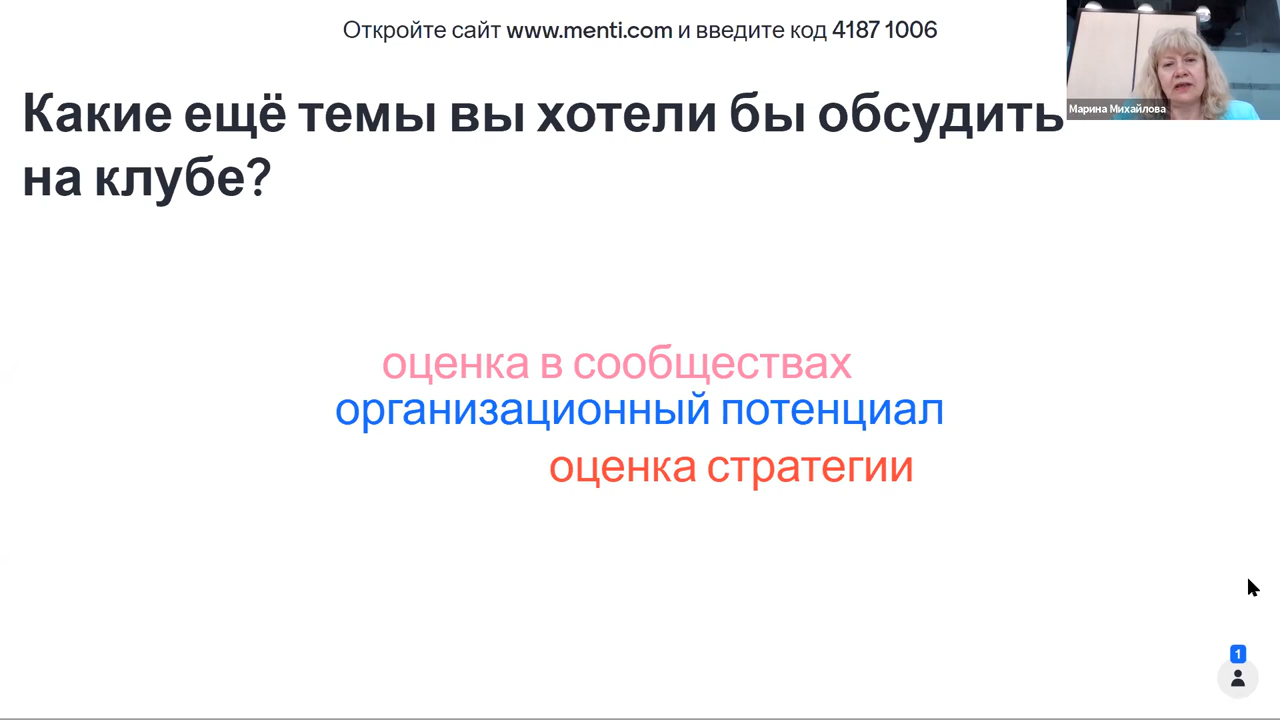 Откройте сайт www.menti.com и введите код 4187 1006
Марина Михайлова
Какие ещё темы вы хотели бы обсудить
на клубе?
оценка в сообществах
организационный потенциал
оценка стратегии
1